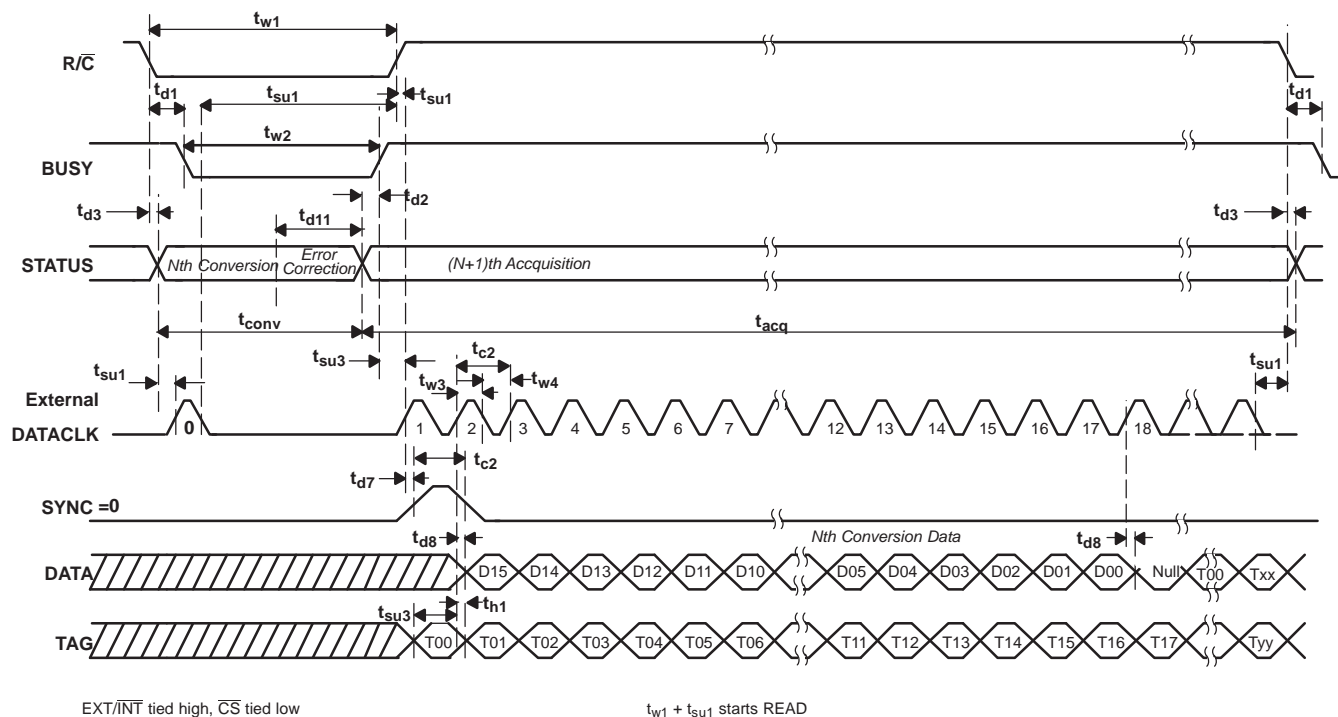 tw1
R/C
td1
tsu1
tsu1
td1
tw2
BUSY
td2
td3
td11
td3
STATUS
Nth Conversion
Error
Correction
(N+1)th Accquisition
tconv
tacq
tsu3
tc2
tsu1
tw3
tw4
tsu1
External
DATACLK
0 1 2 3 4 5 6 7 12 13 14 15 16 17 18
tc2
td7
SYNC =0
Nth Conversion Data
td8
td8
DATA
D15 D14 D13 D12 D11 D10 D05 D04 D03 D02 D01 D00 Null T00 Txx
tsu3
th1
TAG
T00 T01 T02 T03 T04 T05 T06 T11 T12 T13 T14 T15 T16 T17 Tyy
EXT/INT tied high, CS tied low
tw1 + tsu1 starts READ